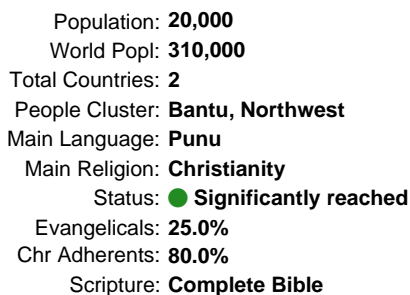 Population: 20,000
World Popl: 310,000
Total Countries: 2
People Cluster: Bantu, Northwest
Main Language: Punu
Main Religion: Christianity
Status: Significantly reached
Evangelicals: 25.0%
Chr Adherents: 80.0%
Scripture: Complete Bible